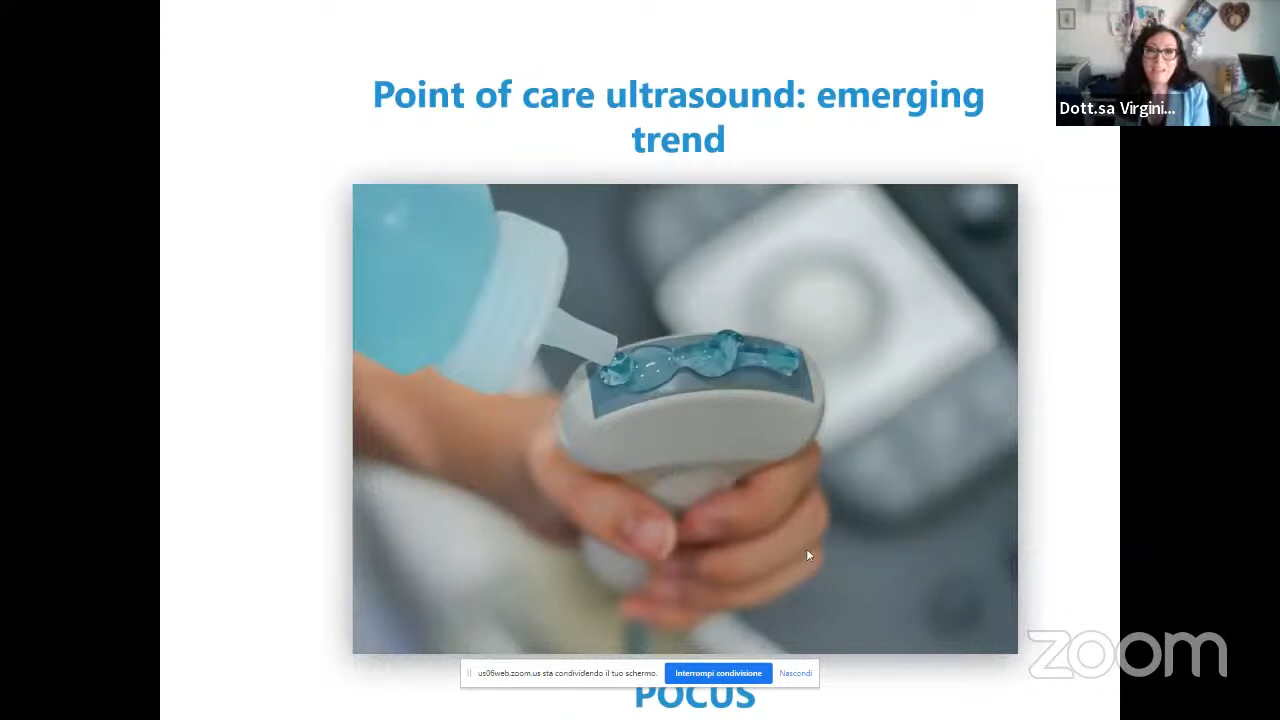 Point of care ultrasound: emerging
trend
Dott.sa Virgini...
us06web.zoom.us sta condividendo il tuo schermo.
Interrompi condivisione
Nascondi
zoom
POCUS